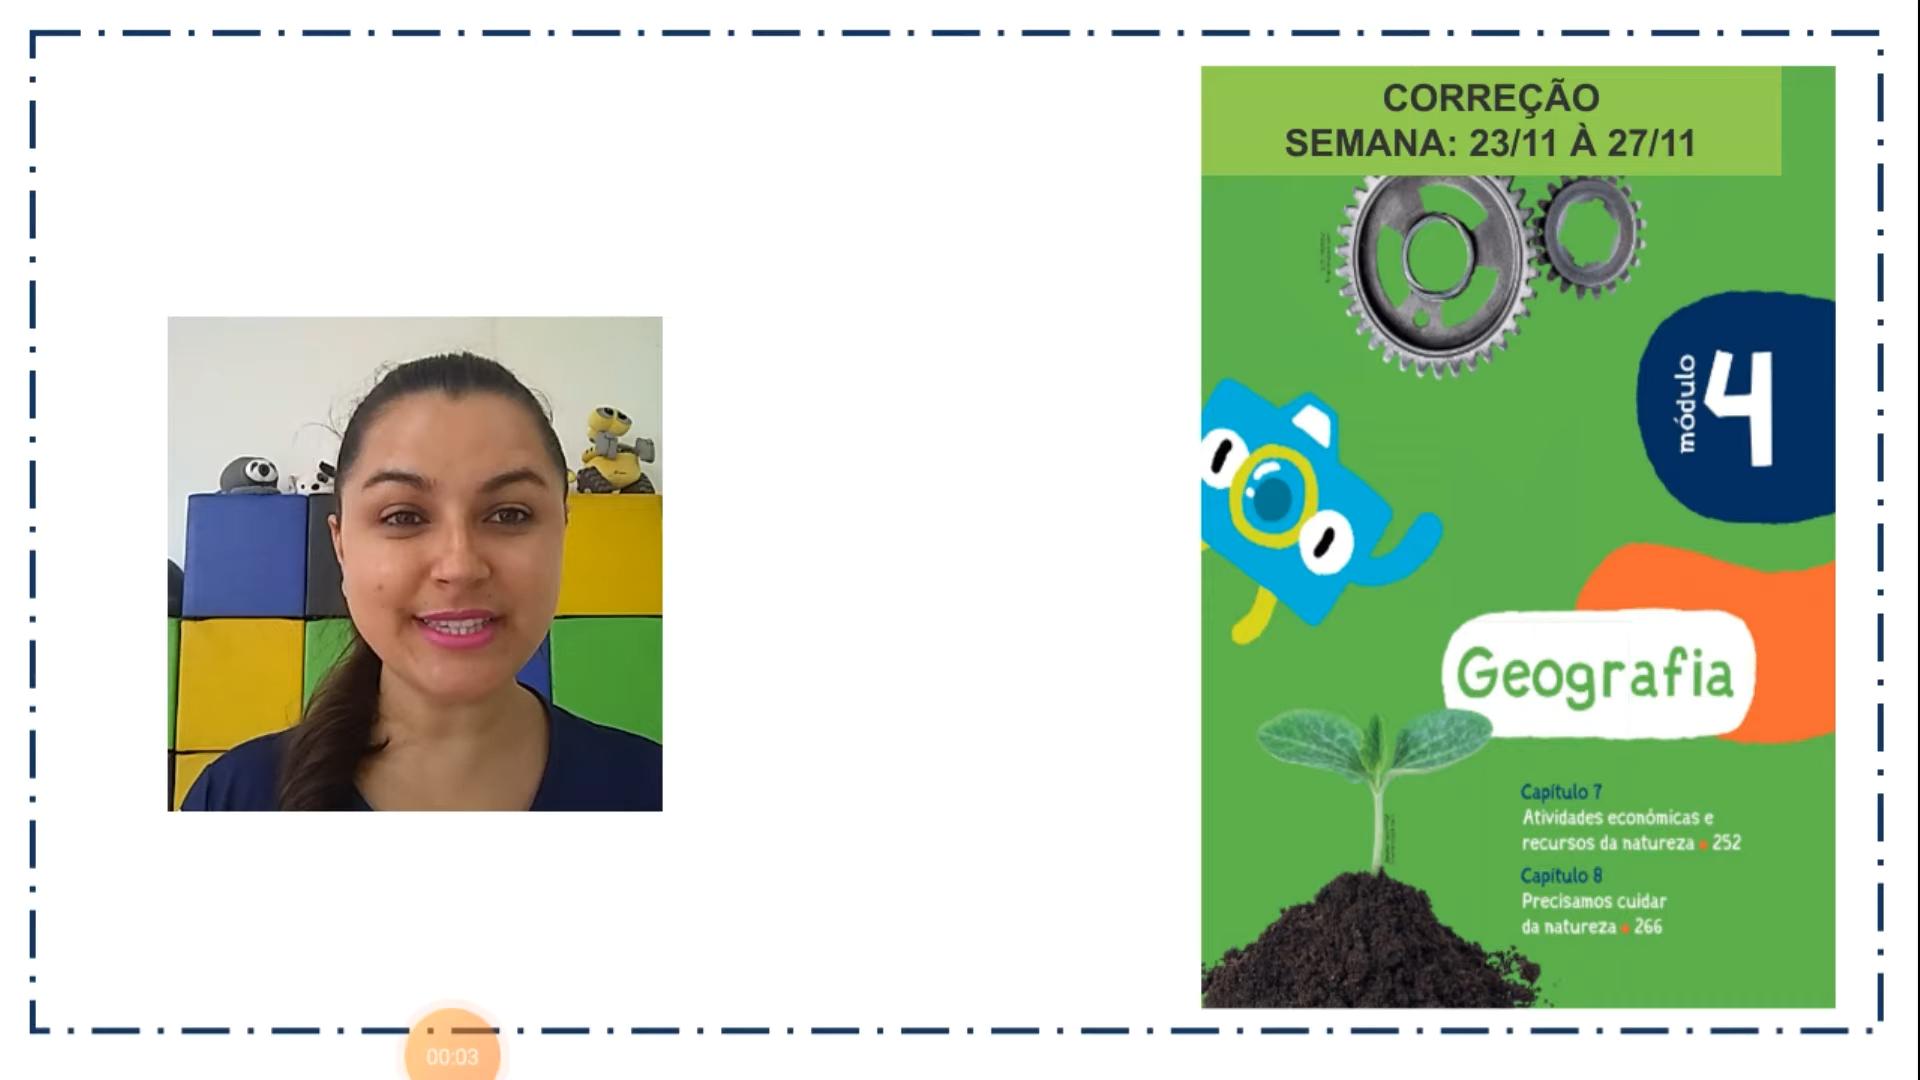 CORREÇÃO
SEMANA: 23/11 À 27/11
módulo
4
Geografia
Capítulo 7
Atividades econômicas e
recursos da natureza • 252
Capítulo 8
Precisamos cuidar
da natureza • 266
00:03